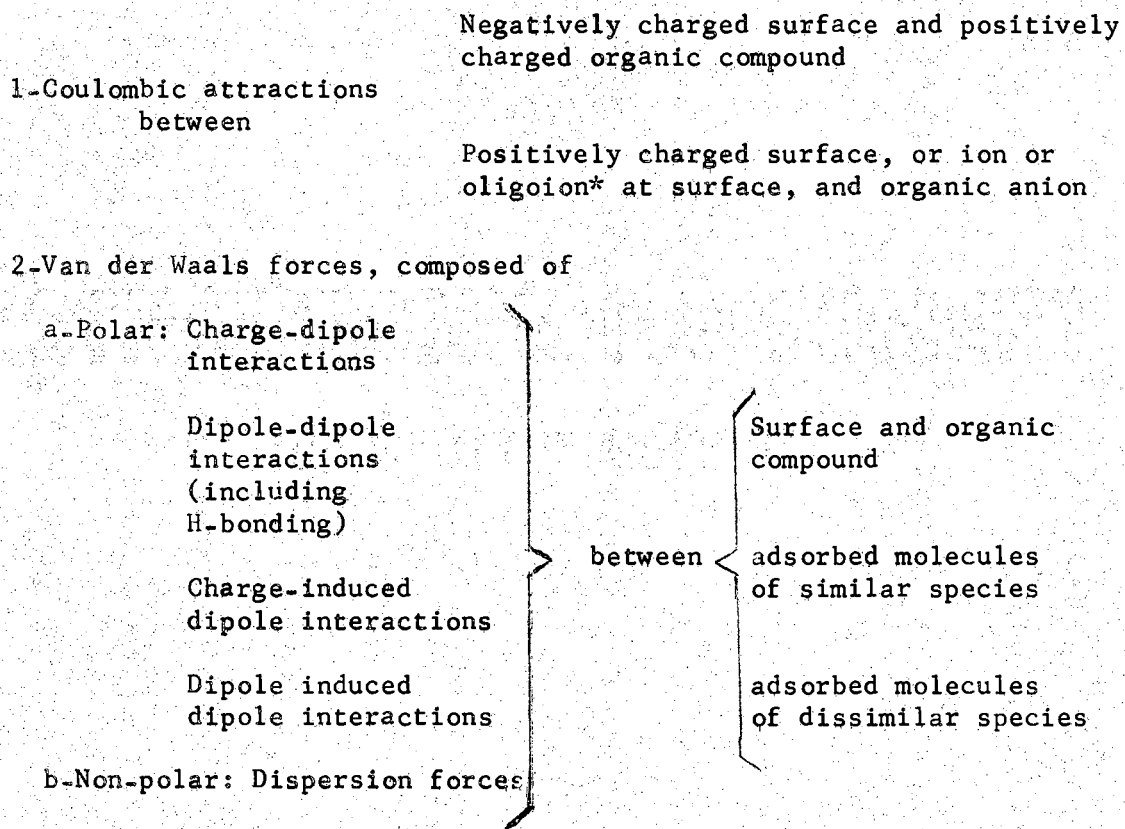 Negatively charged surface and positively
charged organic compound
1-Coulombic attractions
between
Positively charged surface, or ion or
oligoion* at surface, and organic anion
2-Van der Waals forces, composed of
a-Polar: Charge-dipole
interactions
Dipole-dipole
interactions
(including
H-bonding)
Charge-induced
dipole interactions
Dipole induced
dipole interactions
b-Non-polar: Dispersion forces
between
Surface and organic
compound
adsorbed molecules
of similar species
adsorbed molecules
of dissimilar species